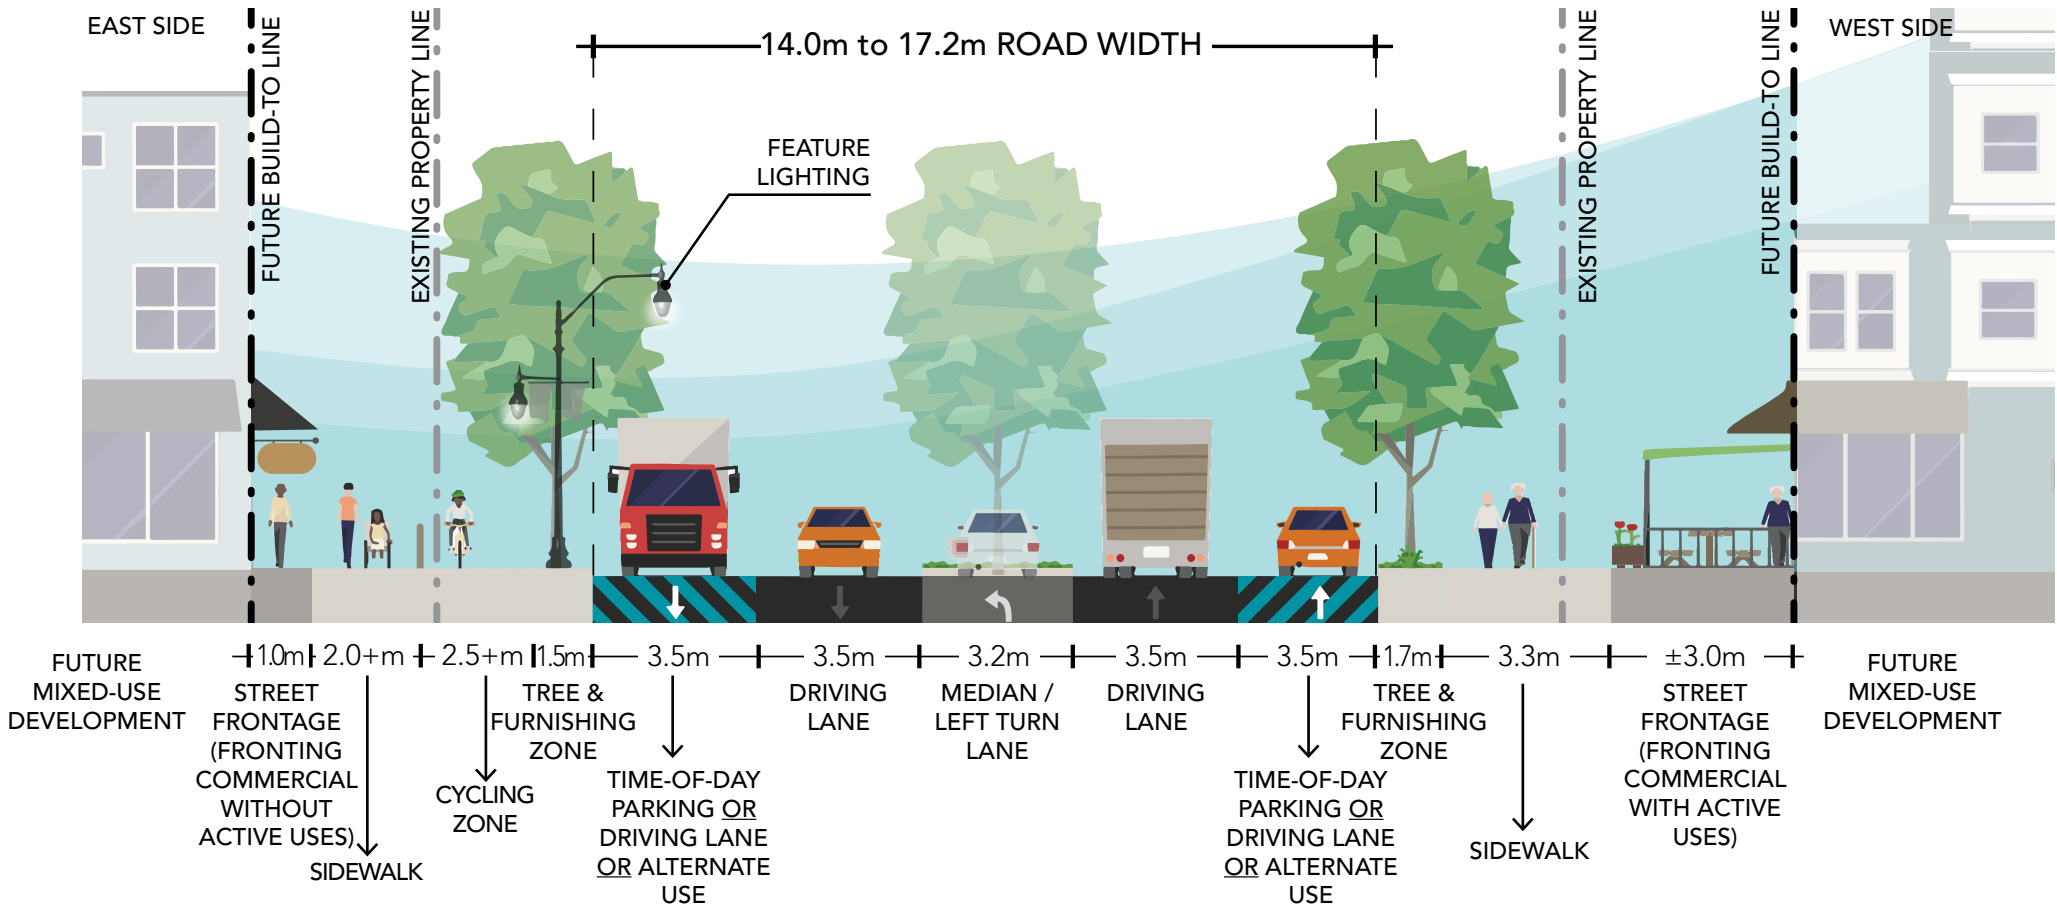 EAST SIDE
FUTURE BUILD-TO LINE
EXISTING PROPERTY LINE
14.0m to 17.2m ROAD WIDTH
EXISTING PROPERTY LINE
FUTURE BUILD-TO LINE
WEST SIDE
FEATURE
LIGHTING
1.0m
2.0+m
2.5+m
1.5m
3.5m
3.5m
3.2m
3.5m
3.5m
1.7m
3.3m
±3.0m
FUTURE
MIXED-USE
DEVELOPMENT
STREET
FRONTAGE
(FRONTING
COMMERCIAL
WITHOUT
ACTIVE USES)
SIDEWALK
CYCLING
ZONE
TREE &
FURNISHING
ZONE
TIME-OF-DAY
PARKING OR
DRIVING LANE
OR ALTERNATE
USE
DRIVING
LANE
MEDIAN /
LEFT TURN
LANE
DRIVING
LANE
TIME-OF-DAY
PARKING OR
DRIVING LANE
OR ALTERNATE
USE
TREE &
FURNISHING
ZONE
SIDEWALK
STREET
FRONTAGE
(FRONTING
COMMERCIAL
WITH ACTIVE
USES)
FUTURE
MIXED-USE
DEVELOPMENT